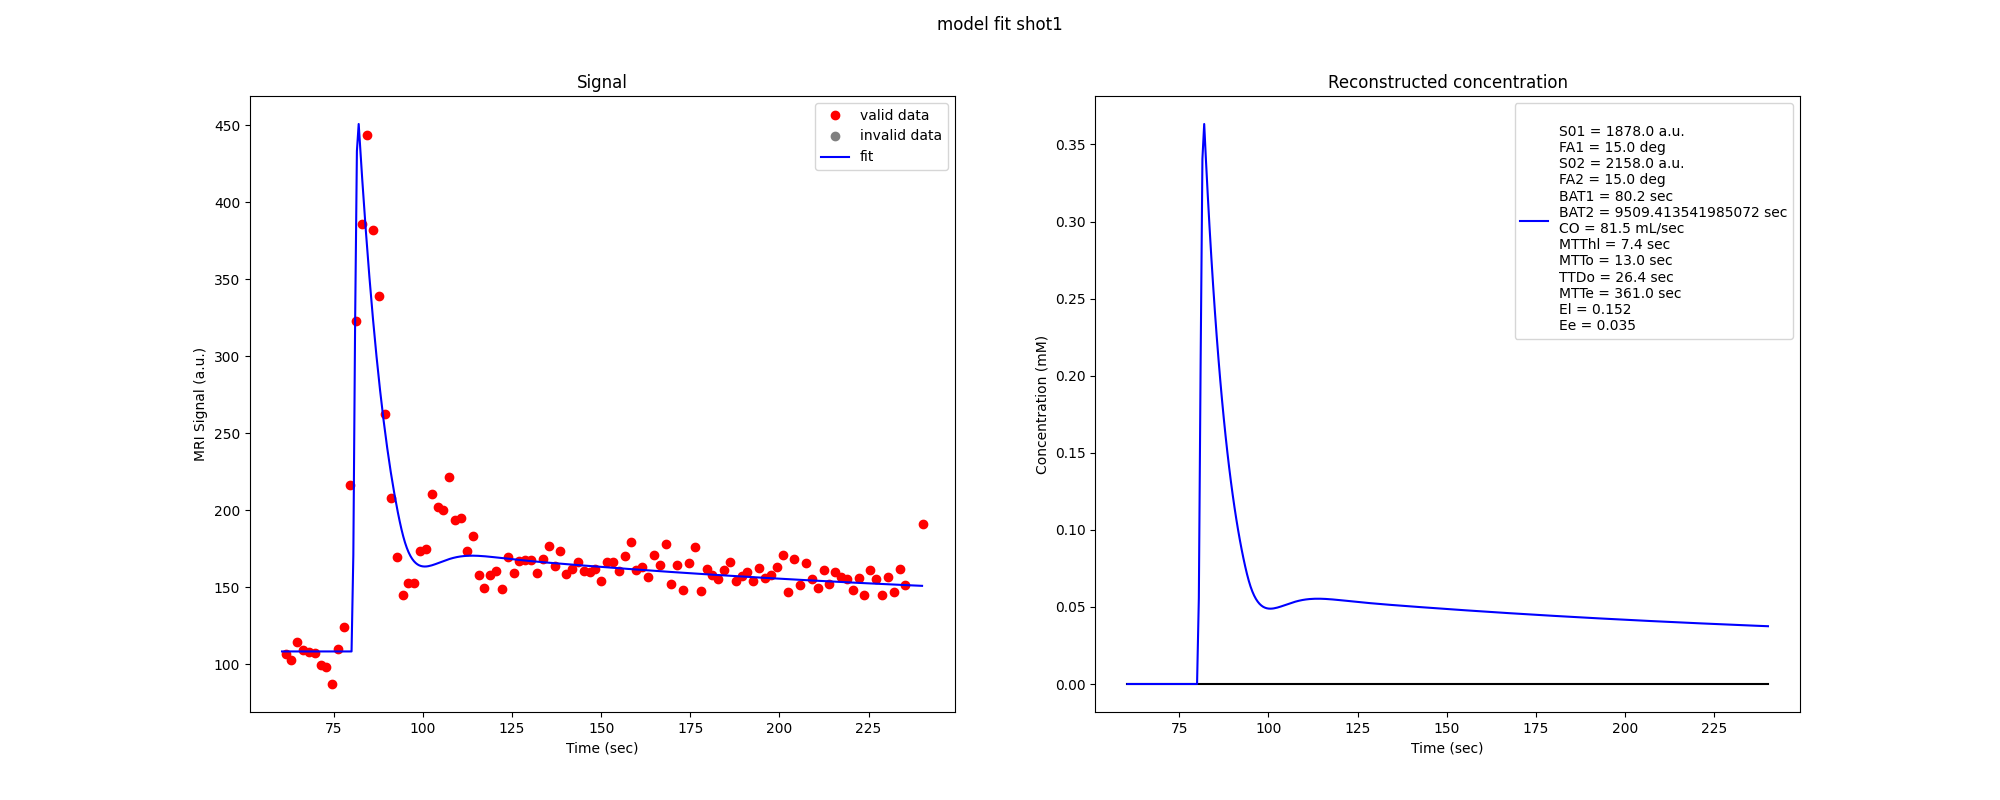 model fit shot1
Signal
450
400
350
300
250
200
150
100
MRI Signal (a.u.)
75
100
125
150
175
200
225
Time (sec)
valid data
invalid data
fit
Reconstructed concentration
0.35
0.30
0.25
0.20
0.15
0.10
0.05
0.00
Concentration (mM)
75
100
125
150
175
200
225
Time (sec)
S01 = 1878.0 a.u.
FA1 = 15.0 deg
S02 = 2158.0 a.u.
FA2 = 15.0 deg
BAT1 = 80.2 sec
BAT2 = 9509.413541985072 sec
CO = 81.5 mL/sec
MTThl = 7.4 sec
MTTo = 13.0 sec
TTDo = 26.4 sec
MTTe = 361.0 sec
El = 0.152
Ee = 0.035